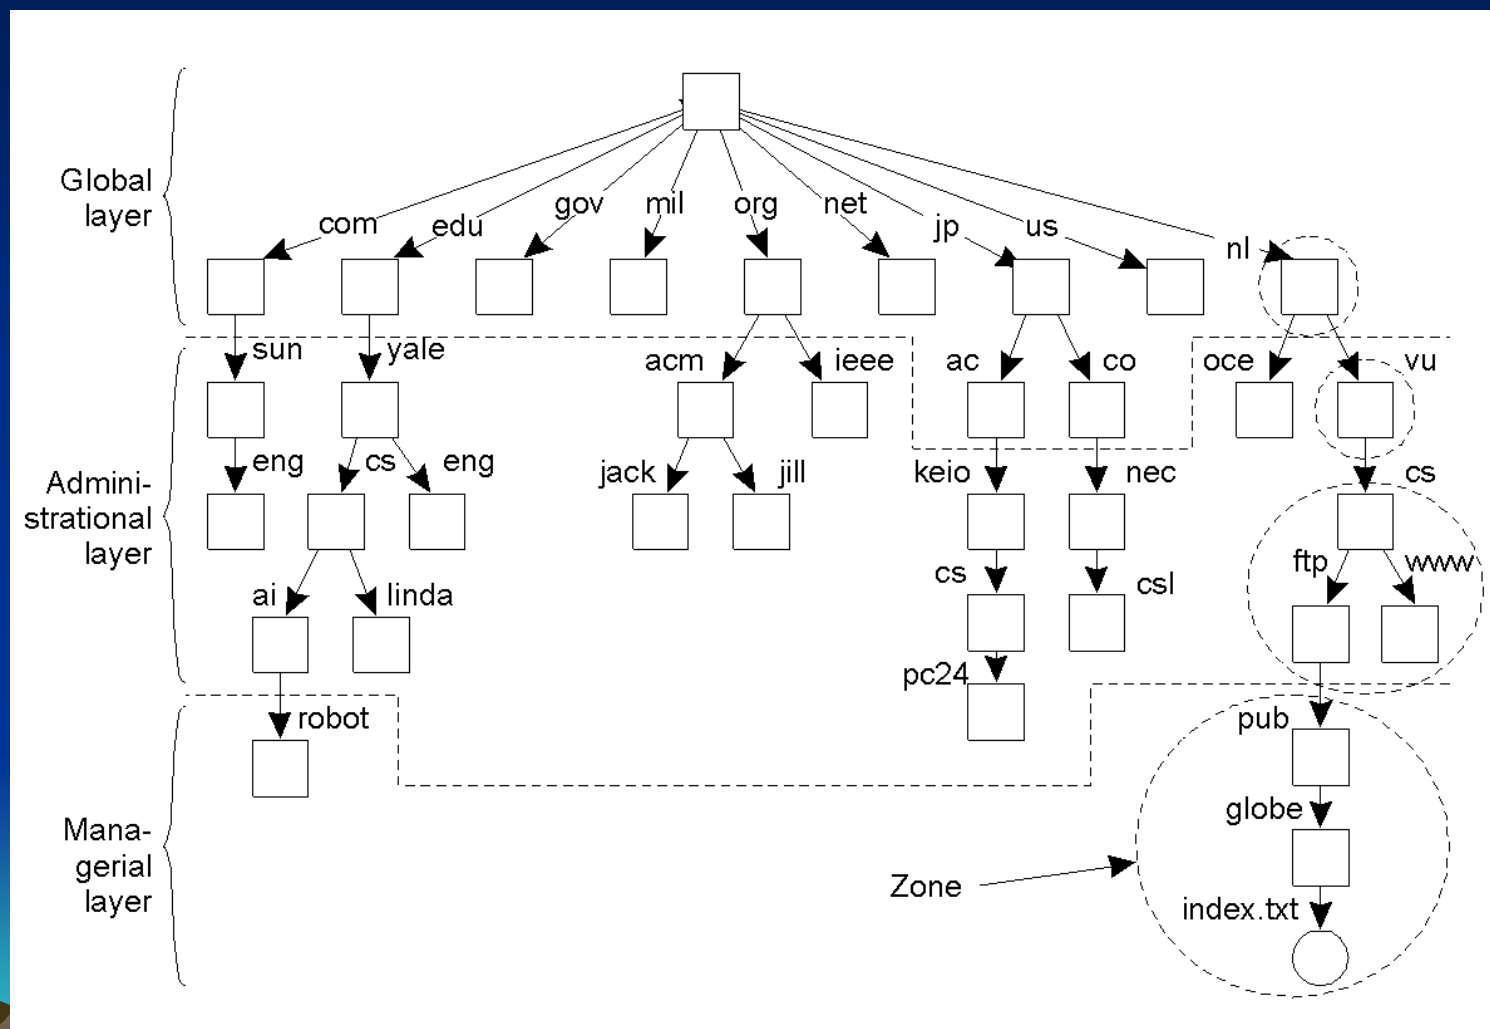 Global
layer
com
edu
gov
mil
org
net
jp
us
nl
sun
yale
acm
ieee
ac
co
oce
vu
Admini-
strational
layer
eng
cs
eng
jack
jill
keio
nec
cs
ai
linda
cs
csl
ftp
www
pc24
Mana-
gerial
layer
robot
pub
globe
Zone
index.txt